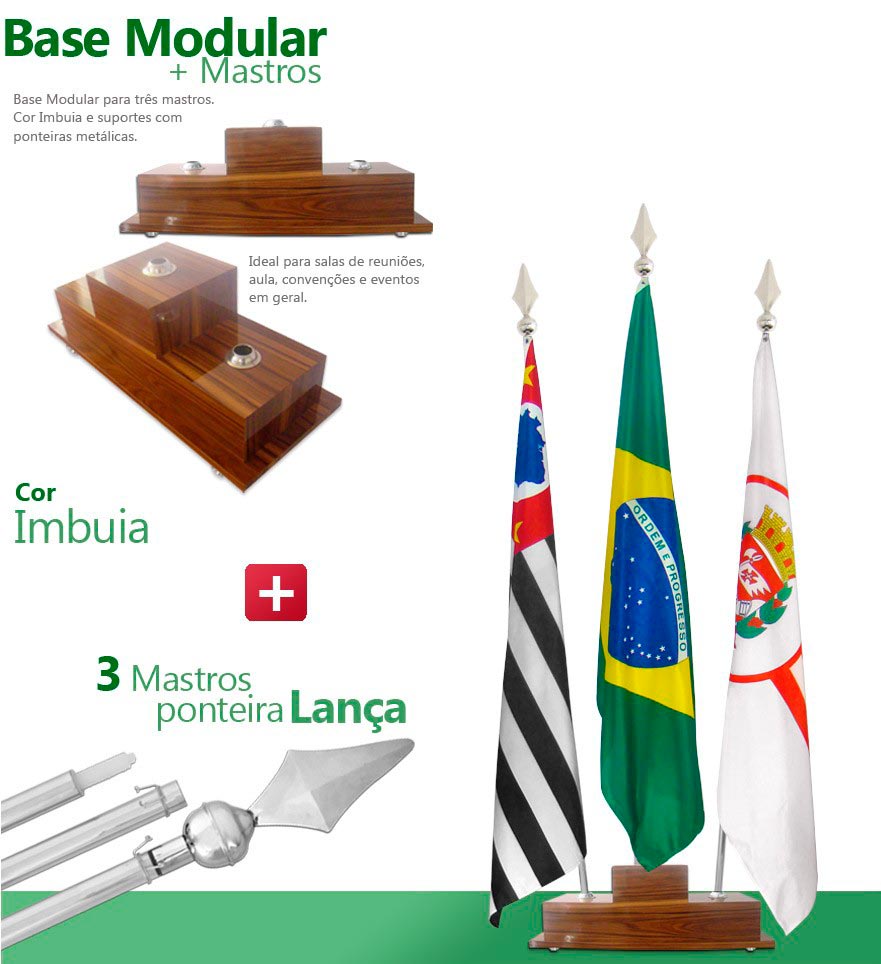 Base Modular
+ Mastros
Base Modular para três mastros.
Cor Imbuia e suportes com
ponteiras metálicas.
Ideal para salas de reuniões,
aula, convenções e eventos
em geral.
Cor
Imbuia
+
3 Mastros
ponteira Lança
ORDEM E PROGRESSO